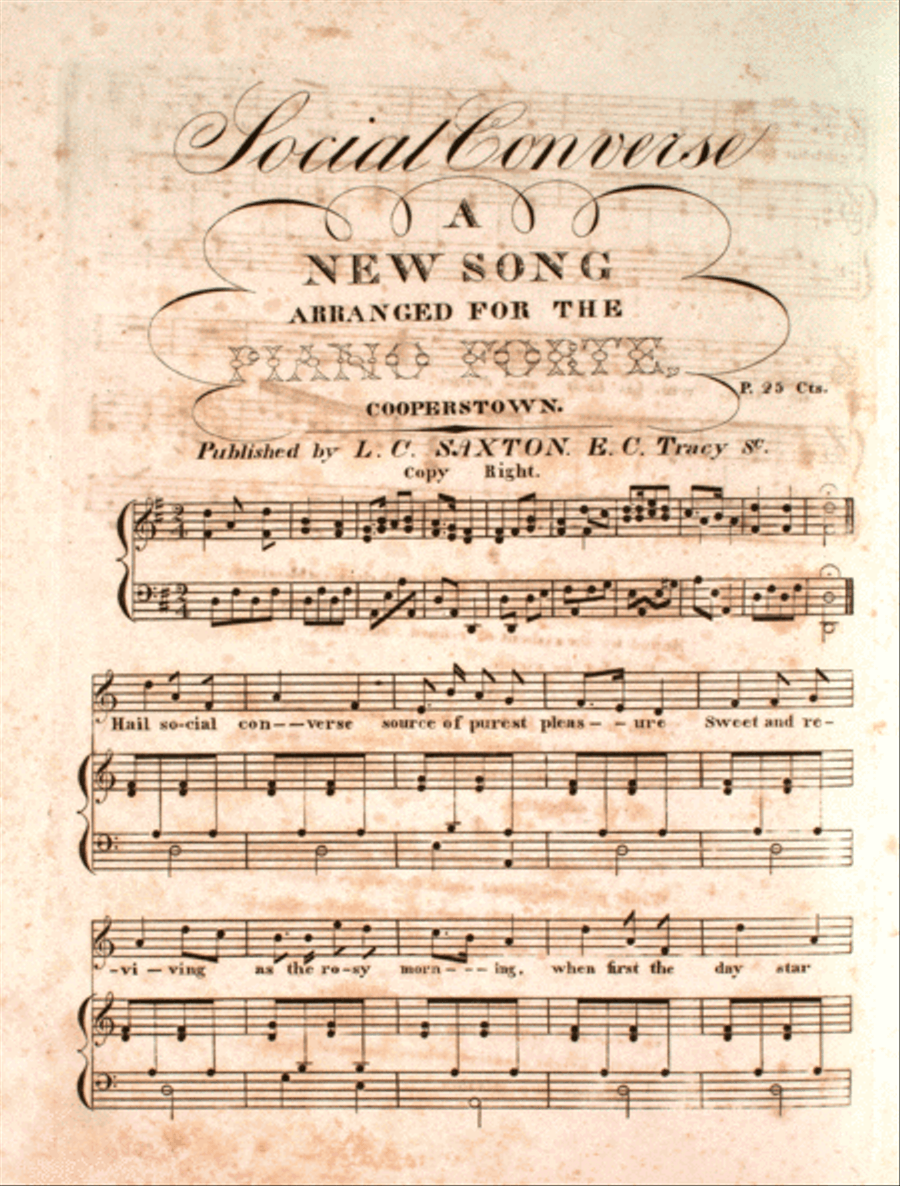 Social Converse
A
NEW SONG
ARRANGED FOR THE
PIANO FORTE,
P. 25 Cts.
COOPERSTOWN.
Published by L. C. SAXTON. E. C. Tracy Sc.
Copy Right.
Hail so-cial con--verse source of purest pleas--ure Sweet and re-
-vi-ving as the ro-sy morn---ing, when first the day star